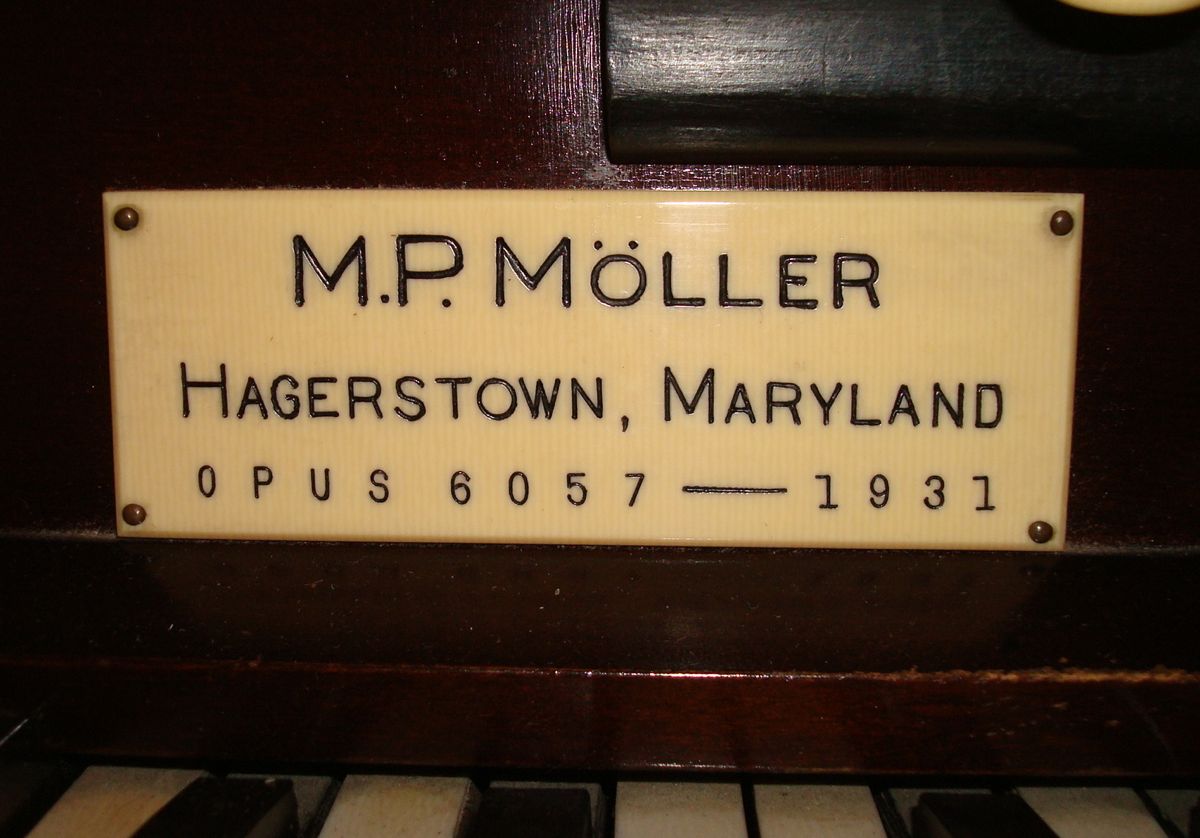 M.P. MÖLLER
HAGERSTOWN, MARYLAND
OPUS 6057 — 1931